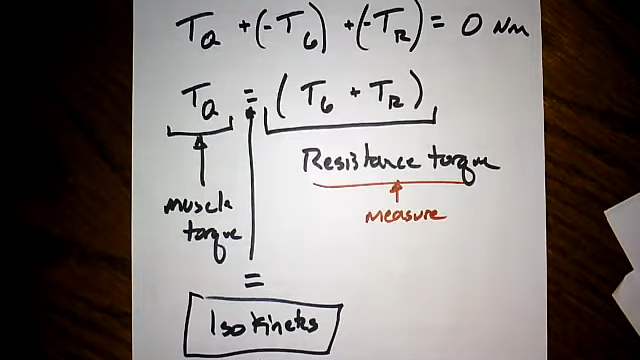 Ta + (-T6) + (-TR) = 0 Nm
Ta = (T6 + TR)
Resistance torque
measure
muscle
torque
=
Isokinetics